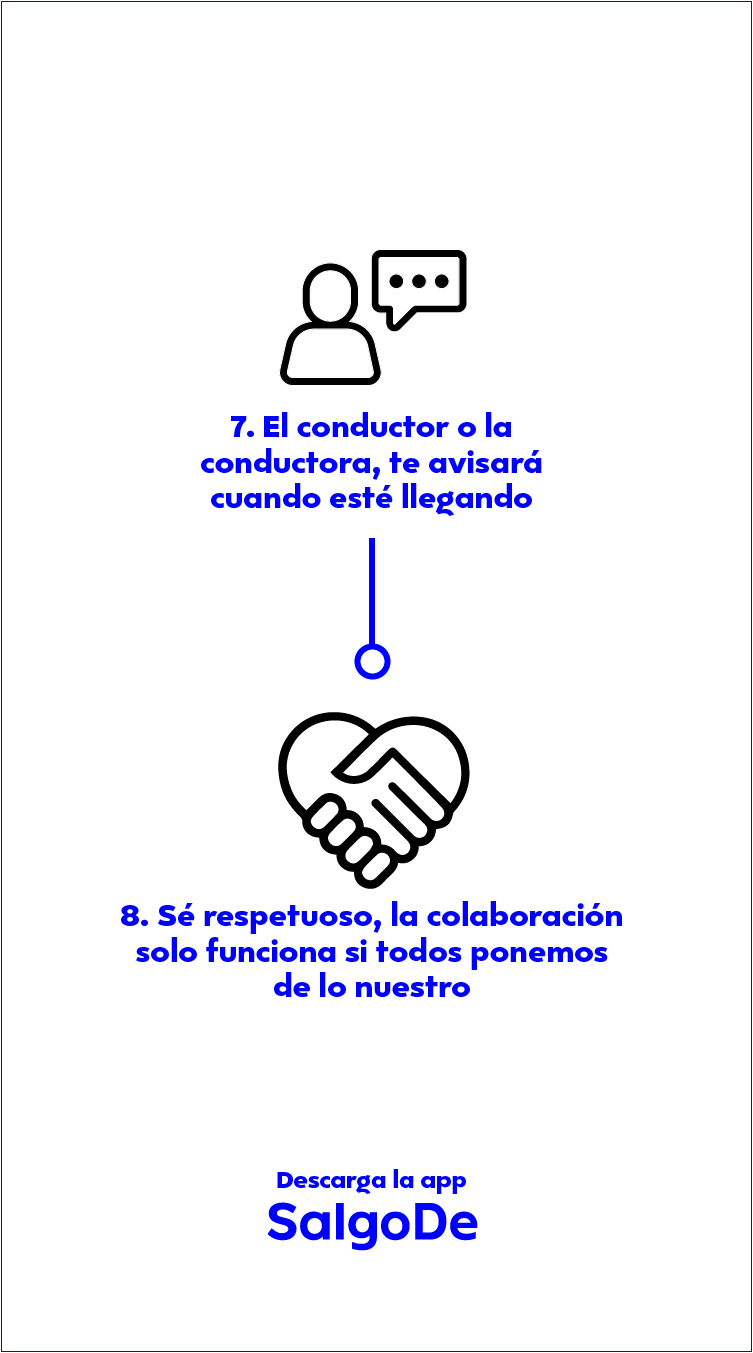 7. El conductor o la
conductora, te avisará
cuando esté llegando
8. Sé respetuoso, la colaboración
solo funciona si todos ponemos
de lo nuestro
Descarga la app
SalgoDe